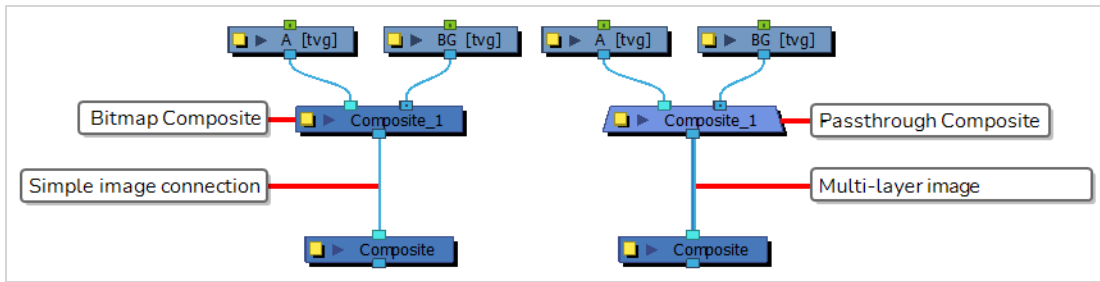 A [tvg]
BG [tvg]
A [tvg]
BG [tvg]
Bitmap Composite
Composite_1
Composite_1
Passthrough Composite
Simple image connection
Multi-layer image
Composite
Composite